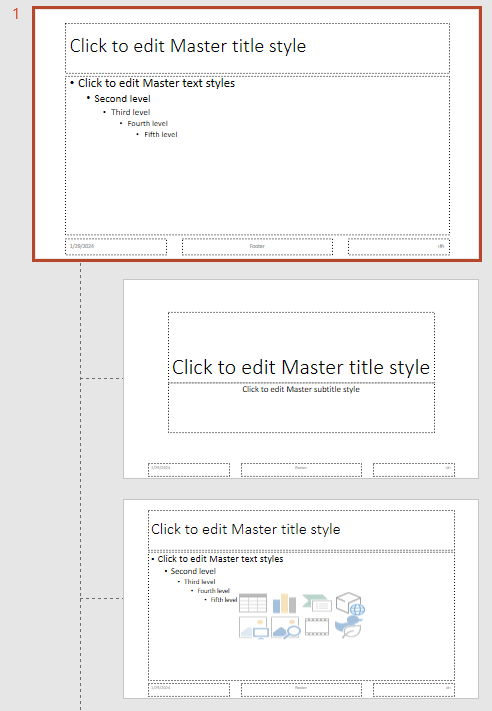 1
Click to edit Master title style
• Click to edit Master text styles
• Second level
• Third level
• Fourth level
• Fifth level
1/29/2024 Footer ‹#›
Click to edit Master title style
Click to edit Master subtitle style
1/29/2024 Footer ‹#›
Click to edit Master title style
• Click to edit Master text styles
• Second level
• Third level
• Fourth level
• Fifth level
1/29/2024 Footer ‹#›